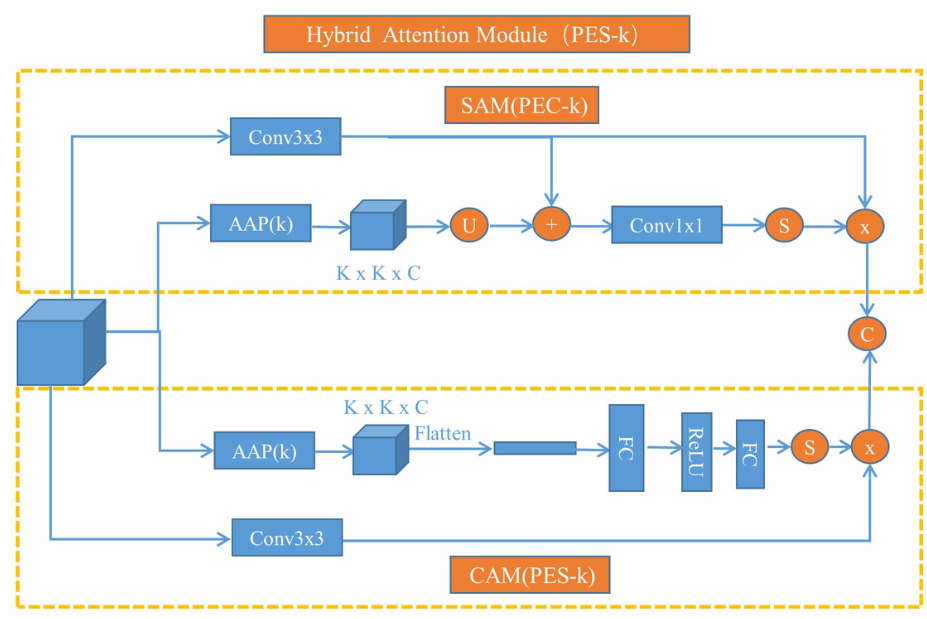 Hybrid Attention Module（PES-k）
SAM(PEC-k)
Conv3x3
AAP(k)
U
+
Conv1x1
S
x
K x K x C
C
K x K x C
Flatten
AAP(k)
FC
ReLU
FC
S
x
Conv3x3
CAM(PES-k)